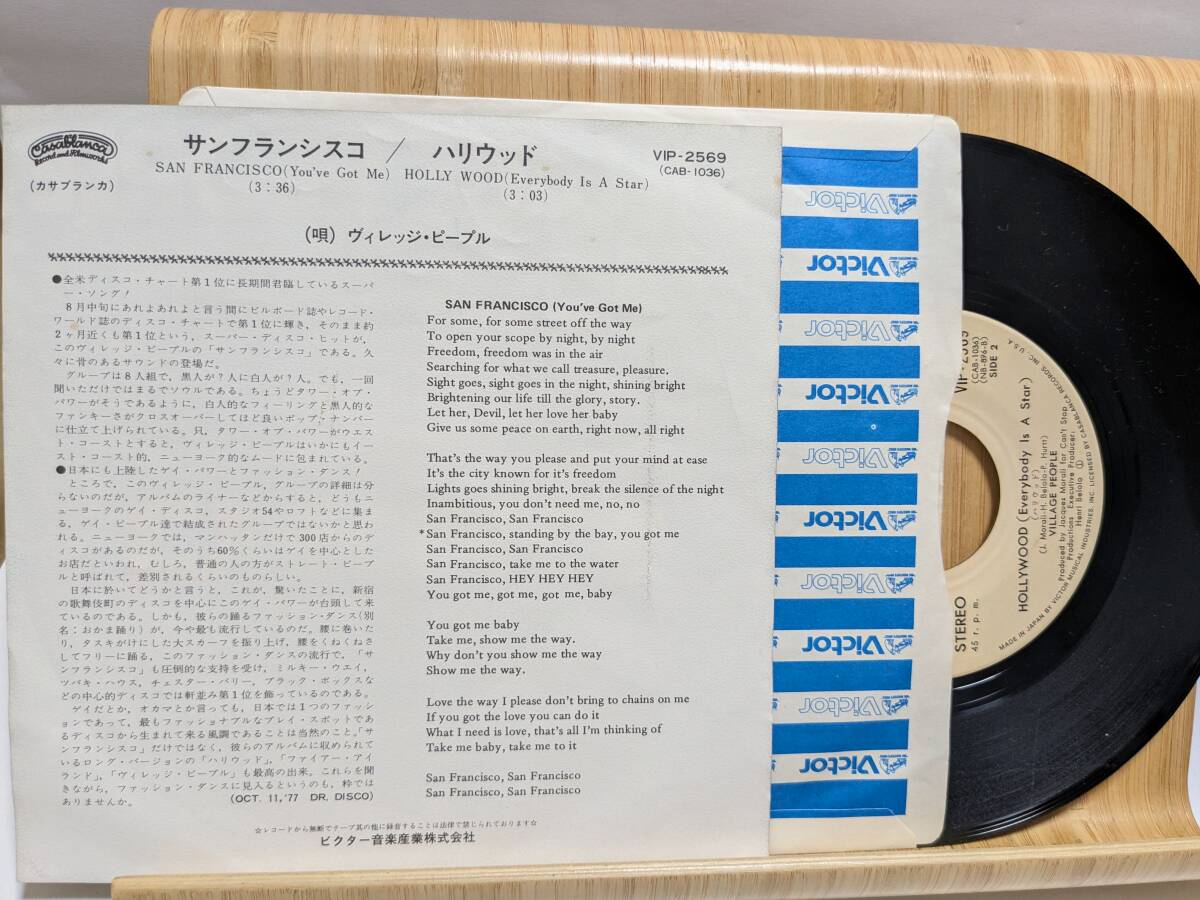 Casablanca
Record and FilmWorks
(カサブランカ)
サンフランシスコ / ハリウッド
SAN FRANCISCO (You've Got Me) HOLLY WOOD (Everybody Is A Star)
(3:36) (3:03)
VIP-2569
(CAB-1036)
(唄) ヴィレッジ・ピープル
●全米ディスコ・チャート第1位に長期間君臨しているスーパ
ー・ソング!
8月中旬にあれよあれよと言う間にビルボード誌やレコード・
ワールド誌のディスコ・チャートで第1位に輝き、そのまま約
2ヶ月近くも第1位という、スーパー・ディスコ・ヒットが、
このヴィレッジ・ピープルの「サンフランシスコ」である。久
々に骨のあるサウンドの登場だ。
グループは8人組で、黒人が?人に白人が?人。でも、一回
聞いただけではまるでソウルである。ちょうどタワー・オブ・
パワーがそうであるように、白人的なフィーリングと黒人的な
ファンキーさがクロスオーバーしてほど良いポップ・ナンバー
に仕立て上げられている。只、タワー・オブ・パワーがウエス
ト・コーストとすると、ヴィレッジ・ピープルはいかにもイー
スト・コースト的、ニューヨーク的なムードに包まれている。
●日本にも上陸したゲイ・パワーとファッション・ダンス!
ところで、このヴィレッジ・ピープル、グループの詳細は分
らないのだが、アルバムのライナーなどからすると、どうもニ
ューヨークのゲイ・ディスコ、スタジオ54やロフトなどに集ま
る、ゲイ・ピープル達で結成されたグループではないかと思わ
れる。ニューヨークでは、マンハッタンだけで300店からのデ
ィスコがあるのだが、そのうち60%くらいはゲイを中心とした
お店だといわれ、むしろ、普通の人の方がストレート・ピープ
ルと呼ばれて、差別されるくらいのものらしい。
日本に於いてどうかと言うと、これが、驚いたことに、新宿
の歌舞伎町のディスコを中心にこのゲイ・パワーが台頭して来
ているのである。しかも、彼らの踊るファッション・ダンス(別
名:おかま踊り)が、今や最も流行しているのだ。腰に巻いた
り、タスキがけにした大スカーフを振り上げ、腰をくねくねさ
してフリーに踊る、このファッション・ダンスの流行で、「サ
ンフランシスコ」も圧倒的な支持を受け、ミルキー・ウエイ、
ツバキ・ハウス、チェスター・バリー、ブラック・ボックスな
どの中心的ディスコでは軒並み第1位を飾っているのである。
ゲイだとか、オカマとか言っても、日本では1つのファッシ
ョンであって、最もファッショナブルなプレイ・スポットであ
るディスコから生まれて来る風調であることは当然のこと。「サ
ンフランシスコ」だけではなく、彼らのアルバムに収められて
いるロング・バージョンの「ハリウッド」、「ファイアー・アイ
ランド」、「ヴィレッジ・ピープル」も最高の出来。これらを聞
きながら、ファッション・ダンスに見入るというのも、粋では
ありませんか。
(OCT. 11, '77 DR. DISCO)
SAN FRANCISCO (You've Got Me)
For some, for some street off the way
To open your scope by night, by night
Freedom, freedom was in the air
Searching for what we call treasure, pleasure.
Sight goes, sight goes in the night, shining bright
Brightening our life till the glory, story.
Let her, Devil, let her love her baby
Give us some peace on earth, right now, all right
That's the way you please and put your mind at ease
It's the city known for it's freedom
Lights goes shining bright, break the silence of the night
Inambitious, you don't need me, no, no
San Francisco, San Francisco
*San Francisco, standing by the bay, you got me
San Francisco, San Francisco
San Francisco, take me to the water
San Francisco, HEY HEY HEY
You got me, got me, got me, baby
You got me baby
Take me, show me the way.
Why don't you show me the way
Show me the way.
Love the way I please don't bring to chains on me
If you got the love you can do it
What I need is love, that's all I'm thinking of
Take me baby, take me to it
San Francisco, San Francisco
San Francisco, San Francisco
☆レコードから無断でテープ其の他に録音することは法律で禁じられております☆
ビクター音楽産業株式会社
Victor
Victor
Victor
Victor
Victor
Victor
Victor
Victor
Victor
Victor
VIP-2569
(CAB-1036)
(NB-896-B)
SIDE 2
STEREO
45 r. p. m.
HOLLYWOOD (Everybody Is A Star)
(ハリウッド)
(J. Morali-H. Belolo-P. Hurtt)
VILLAGE PEOPLE
Produced by Jacques Morali for Can't Stop
Productions Executive Producer:
Henri Belolo
MADE IN JAPAN BY VICTOR MUSICAL INDUSTRIES, INC. LICENSED BY CASABLANCA RECORDS INC. U.S.A.